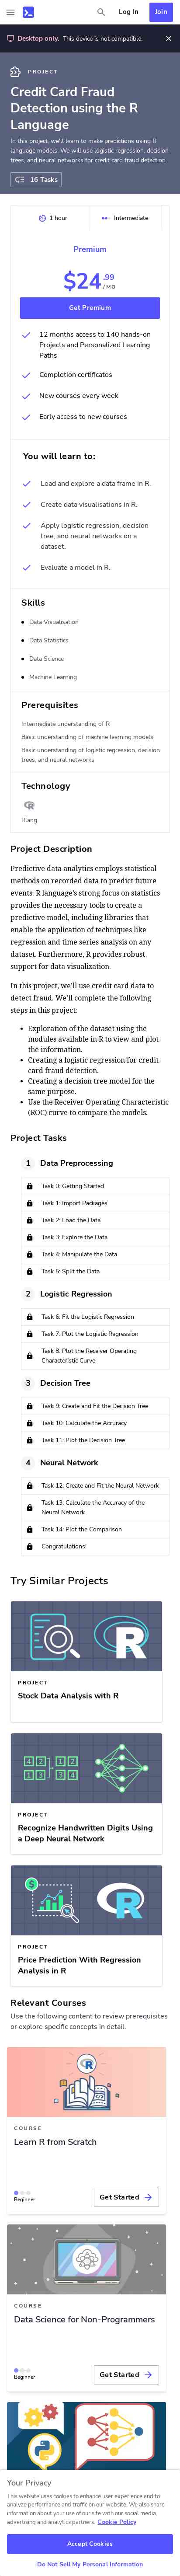 Log In
Join
Desktop only. This device is not compatible.
PROJECT
Credit Card Fraud
Detection using the R
Language
In this project, we'll learn to make predictions using R
language models. We will use logistic regression, decision
trees, and neural networks for credit card fraud detection.
16 Tasks
1 hour
Intermediate
Premium
$24.99
/MO
Get Premium
12 months access to 140 hands-on
Projects and Personalized Learning
Paths
Completion certificates
New courses every week
Early access to new courses
You will learn to:
Load and explore a data frame in R.
Create data visualisations in R.
Apply logistic regression, decision
tree, and neural networks on a
dataset.
Evaluate a model in R.
Skills
Data Visualisation
Data Statistics
Data Science
Machine Learning
Prerequisites
Intermediate understanding of R
Basic understanding of machine learning models
Basic understanding of logistic regression, decision
trees, and neural networks
Technology
R
Rlang
Project Description
Predictive data analytics employs statistical
methods on recorded data to predict future
events. R language's strong focus on statistics
provides the necessary tools to create a
predictive model, including libraries that
enable the application of techniques like
regression and time series analysis on any
dataset. Furthermore, R provides robust
support for data visualization.
In this project, we'll use credit card data to
detect fraud. We'll complete the following
steps in this project:
Exploration of the dataset using the
modules available in R to view and plot
the information.
Creating a logistic regression for credit
card fraud detection.
Creating a decision tree model for the
same purpose.
Use the Receiver Operating Characteristic
(ROC) curve to compare the models.
Project Tasks
1 Data Preprocessing
Task 0: Getting Started
Task 1: Import Packages
Task 2: Load the Data
Task 3: Explore the Data
Task 4: Manipulate the Data
Task 5: Split the Data
2 Logistic Regression
Task 6: Fit the Logistic Regression
Task 7: Plot the Logistic Regression
Task 8: Plot the Receiver Operating
Characteristic Curve
3 Decision Tree
Task 9: Create and Fit the Decision Tree
Task 10: Calculate the Accuracy
Task 11: Plot the Decision Tree
4 Neural Network
Task 12: Create and Fit the Neural Network
Task 13: Calculate the Accuracy of the
Neural Network
Task 14: Plot the Comparison
Congratulations!
Try Similar Projects
R
PROJECT
Stock Data Analysis with R
PROJECT
Recognize Handwritten Digits Using
a Deep Neural Network
R
PROJECT
Price Prediction With Regression
Analysis in R
Relevant Courses
Use the following content to review prerequisites
or explore specific concepts in detail.
R
COURSE
Learn R from Scratch
Beginner
Get Started
COURSE
Data Science for Non-Programmers
Beginner
Get Started
Your Privacy
This website uses cookies to enhance user experience and to
analyze performance and traffic on our website. We also share
information about your use of our site with our social media,
advertising and analytics partners. Cookie Policy
Accept Cookies
Do Not Sell My Personal Information